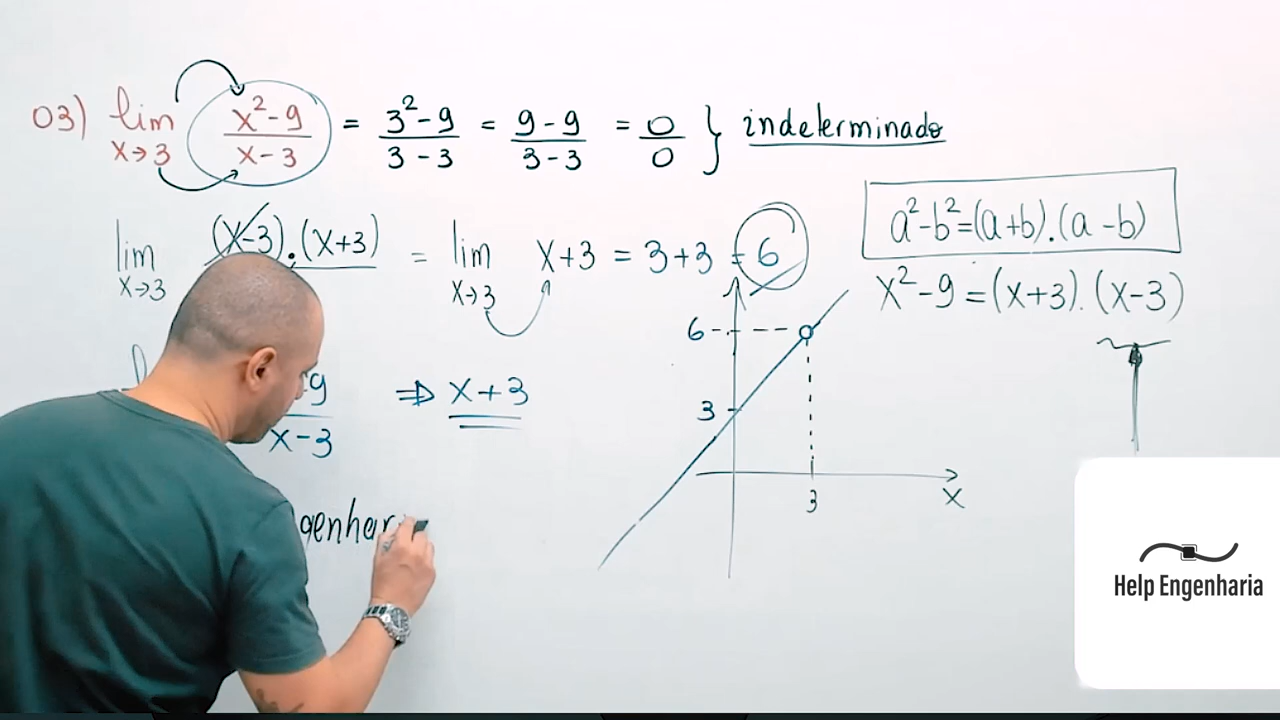 03) lim x→3 x²-9 / x-3 = 3²-9 / 3-3 = 9-9 / 3-3 = 0/0 } indeterminado
lim x→3 (x-3).(x+3) = lim x→3 x+3 = 3+3 = 6
a²-b²=(a+b).(a-b)
x²-9=(x+3).(x-3)
6
9 / x-3 ⇒ x+3
3
3
x
genhar
Help Engenharia